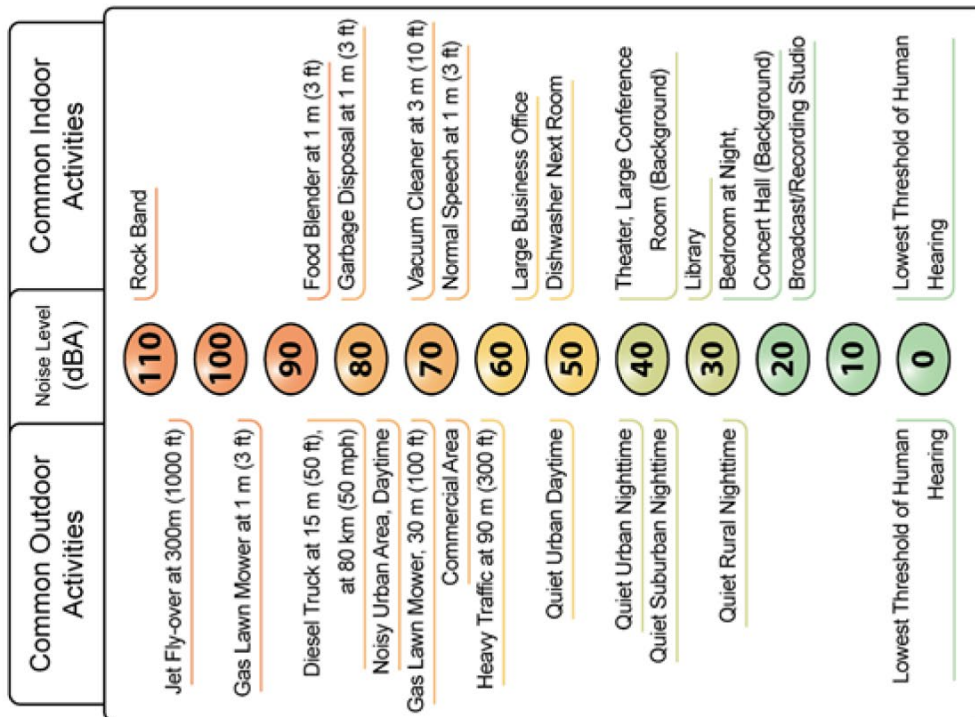 Common Outdoor
Activities
Noise Level
(dBA)
Common Indoor
Activities
110
Rock Band
Jet Fly-over at 300m (1000 ft)
100
Gas Lawn Mower at 1 m (3 ft)
90
Food Blender at 1 m (3 ft)
Diesel Truck at 15 m (50 ft),
at 80 km (50 mph)
80
Garbage Disposal at 1 m (3 ft)
Noisy Urban Area, Daytime
Gas Lawn Mower, 30 m (100 ft)
70
Vacuum Cleaner at 3 m (10 ft)
Commercial Area
Normal Speech at 1 m (3 ft)
Heavy Traffic at 90 m (300 ft)
60
Large Business Office
Quiet Urban Daytime
50
Dishwasher Next Room
Quiet Urban Nighttime
40
Theater, Large Conference
Room (Background)
Quiet Suburban Nighttime
30
Library
Quiet Rural Nighttime
Bedroom at Night,
Concert Hall (Background)
20
Broadcast/Recording Studio
10
Lowest Threshold of Human
Hearing
0
Lowest Threshold of Human
Hearing